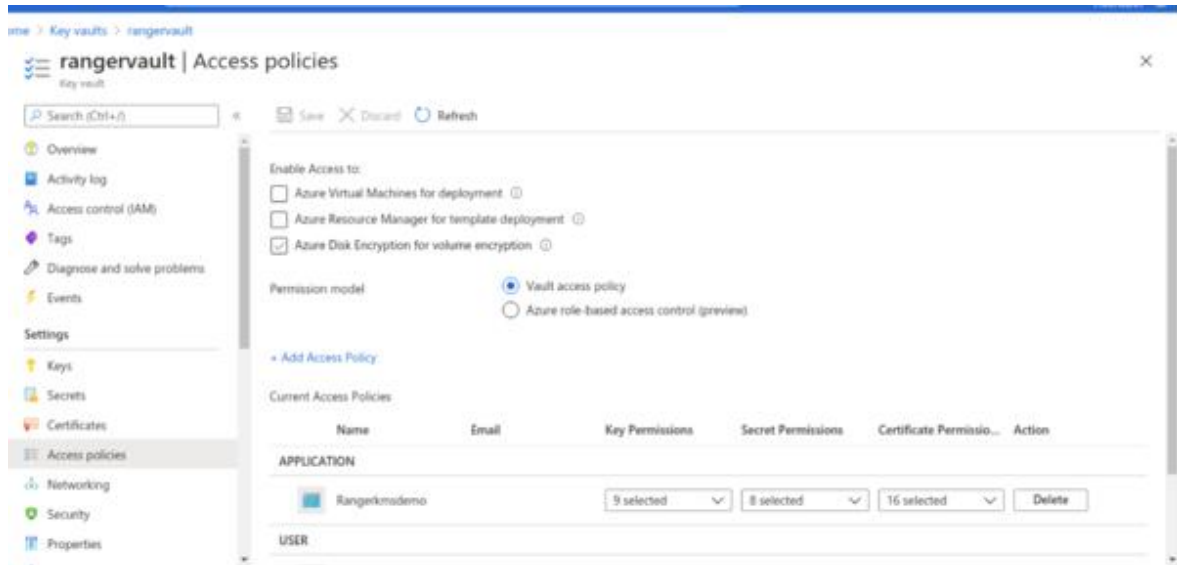 ome > Key vaults > rangervault
rangervault | Access policies
Key vault
Search (Ctrl+/)
Save Discard Refresh
Overview
Activity log
Access control (IAM)
Tags
Diagnose and solve problems
Events
Settings
Keys
Secrets
Certificates
Access policies
Networking
Security
Properties
Enable Access to:
Azure Virtual Machines for deployment
Azure Resource Manager for template deployment
Azure Disk Encryption for volume encryption
Permission model
Vault access policy
Azure role-based access control (preview)
+ Add Access Policy
Current Access Policies
Name Email Key Permissions Secret Permissions Certificate Permissio... Action
APPLICATION
Rangerkmsdemo 9 selected 8 selected 16 selected Delete
USER